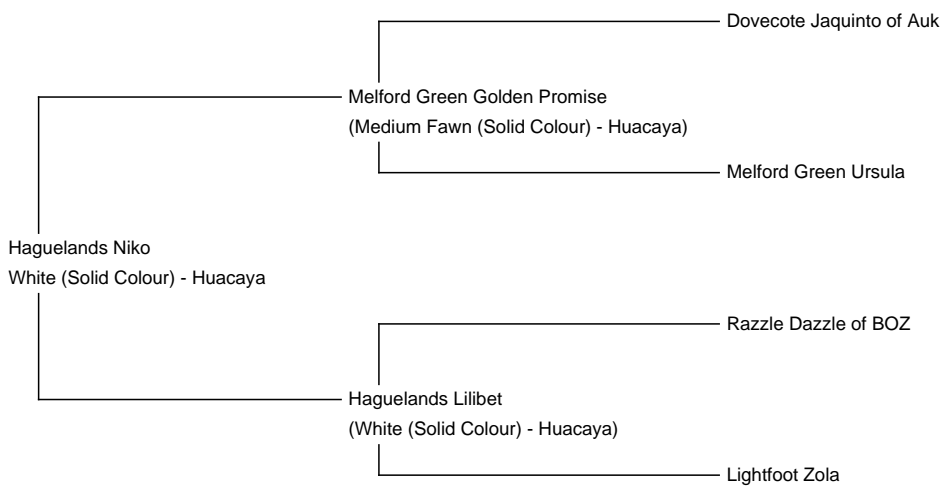 Dovecote Jaquinto of Auk
Melford Green Golden Promise
(Medium Fawn (Solid Colour) - Huacaya)
Melford Green Ursula
Haguelands Niko
White (Solid Colour) - Huacaya
Razzle Dazzle of BOZ
Haguelands Lilibet
(White (Solid Colour) - Huacaya)
Lightfoot Zola